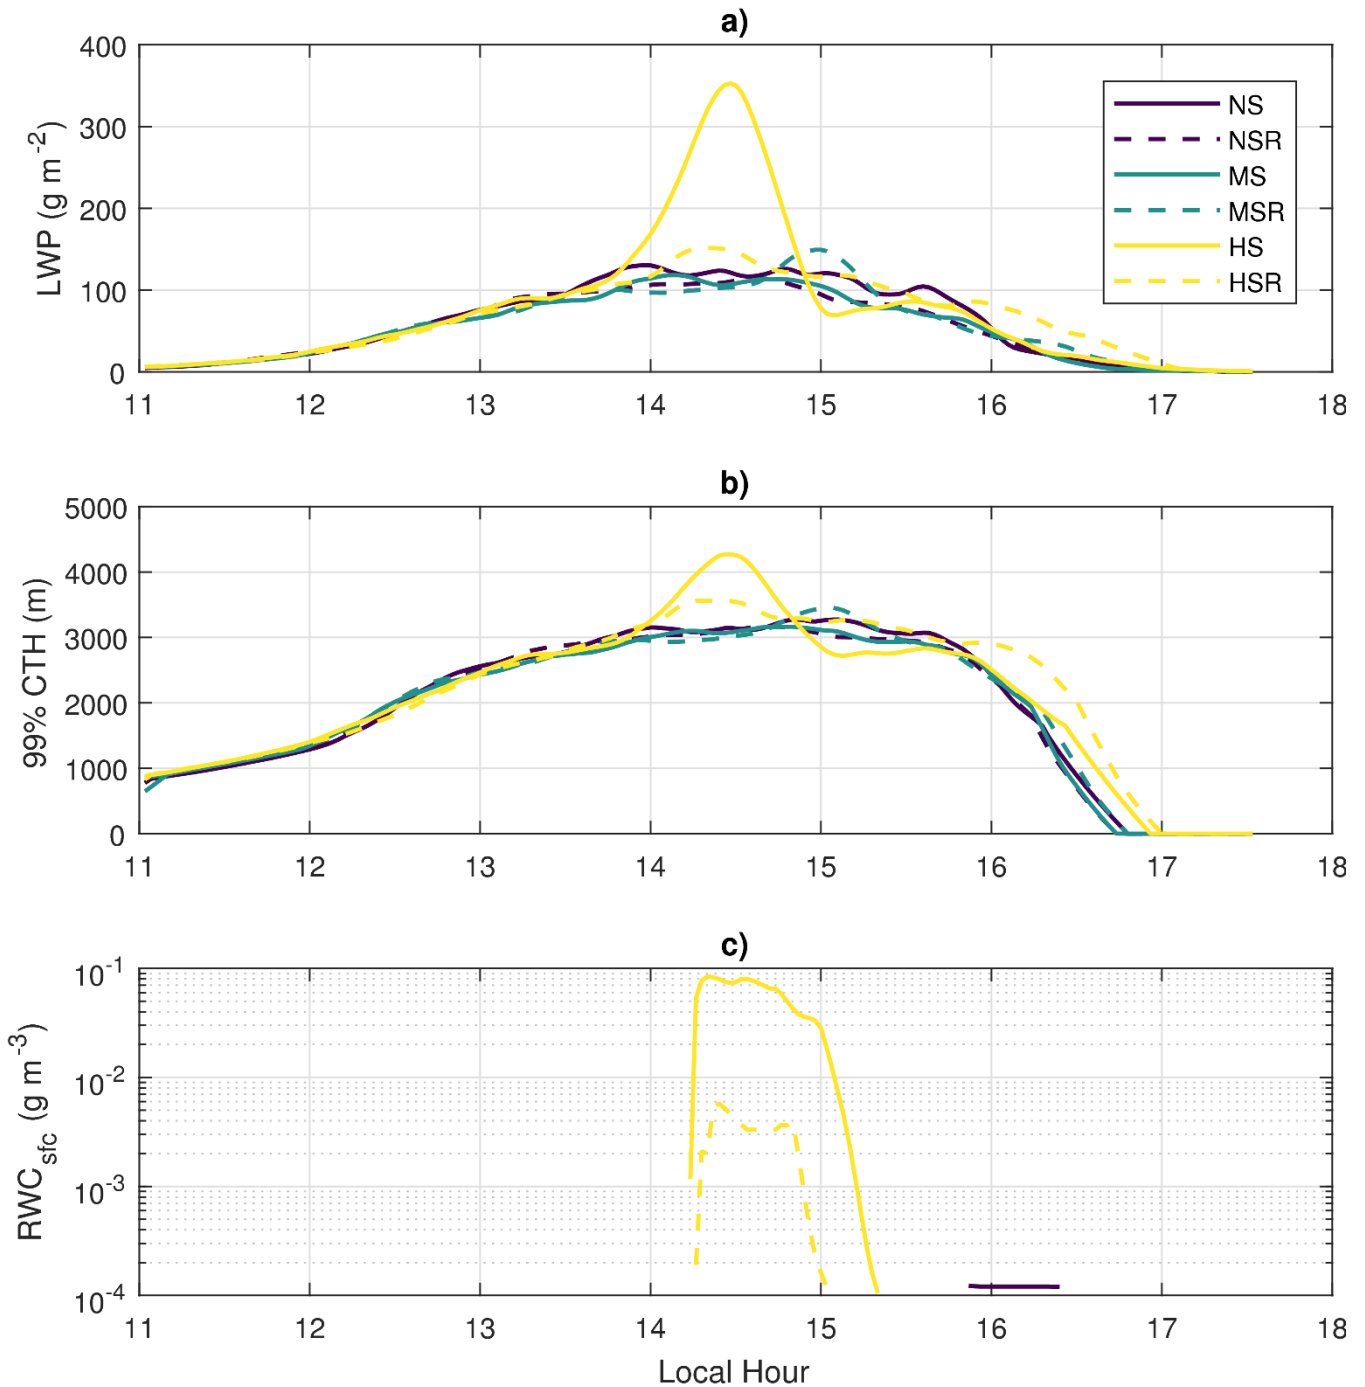 a)
400
300
200
100
0
LWP (g m-2)
NS
NSR
MS
MSR
HS
HSR
11 12 13 14 15 16 17 18
b)
5000
4000
3000
2000
1000
0
99% CTH (m)
11 12 13 14 15 16 17 18
c)
10-1
10-2
10-3
10-4
RWCsfc (g m-3)
11 12 13 14 15 16 17 18
Local Hour